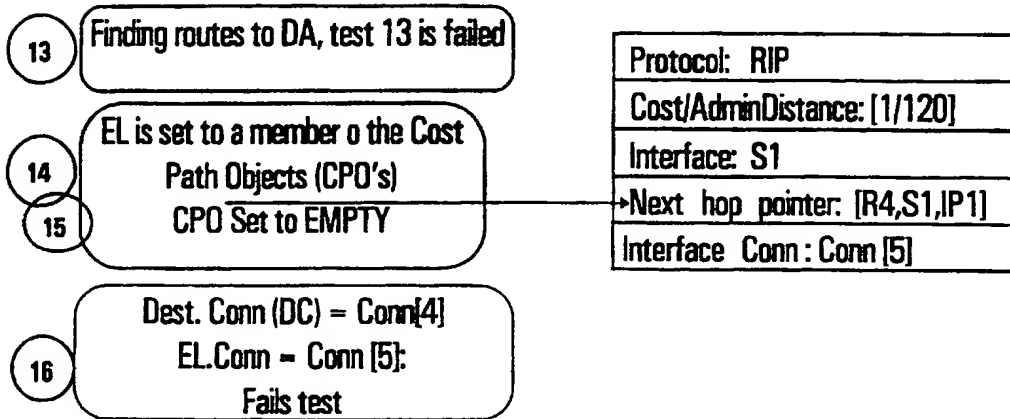 13
Finding routes to DA, test 13 is failed
14
15
EL is set to a member o the Cost
Path Objects (CPO's)
CPO Set to EMPTY
16
Dest. Conn (DC) = Conn[4]
EL.Conn = Conn [5]:
Fails test
Protocol: RIP
Cost/AdminDistance: [1/120]
Interface: S1
Next hop pointer: [R4,S1,IP1]
Interface Conn : Conn [5]